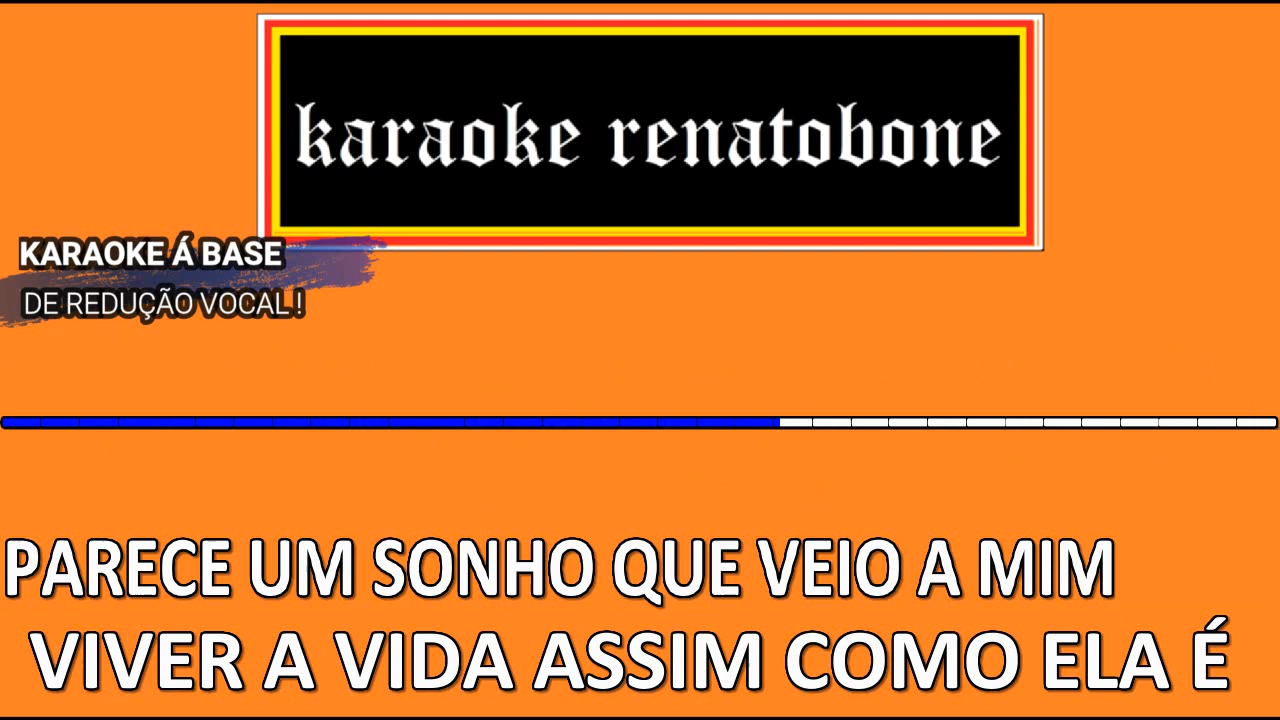 karaoke renatobone
KARAOKE Á BASE
DE REDUÇÃO VOCAL !
PARECE UM SONHO QUE VEIO A MIM
VIVER A VIDA ASSIM COMO ELA É